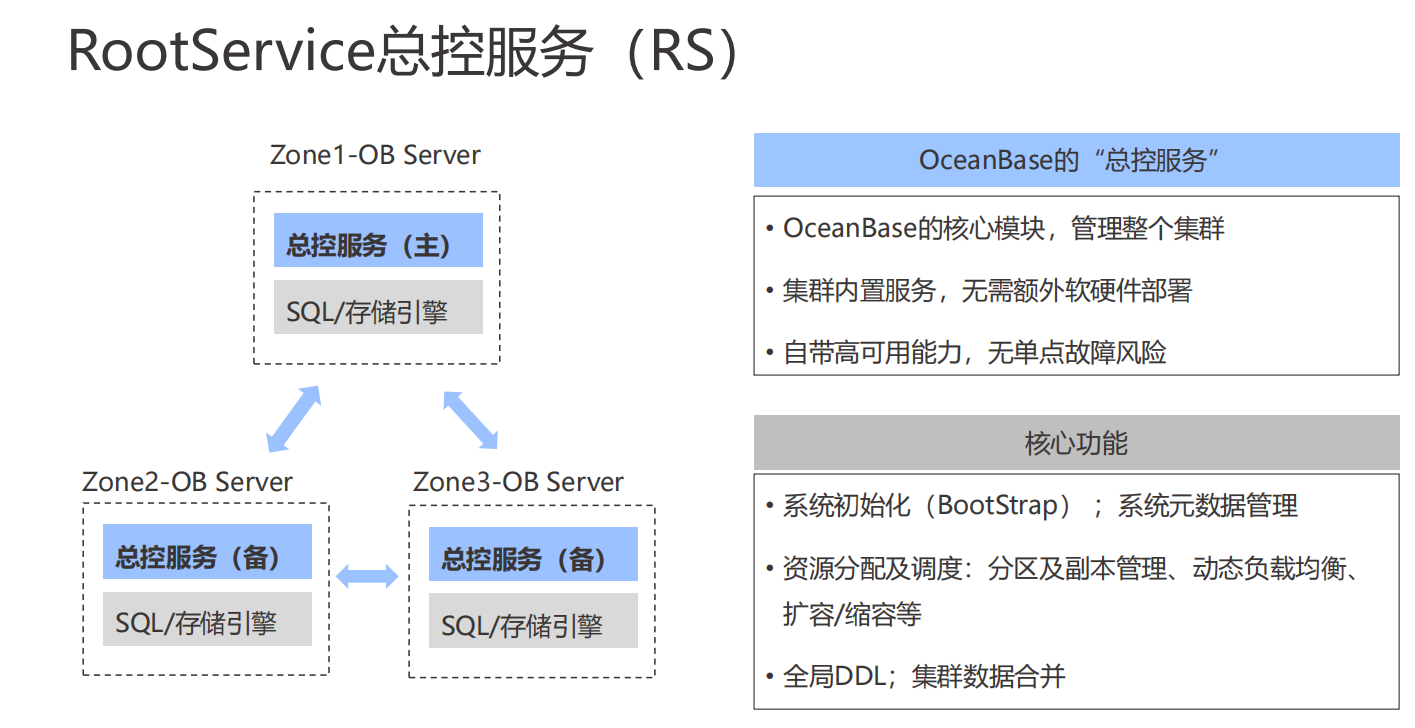 RootService总控服务（RS）
Zone1-OB Server
总控服务（主）
SQL/存储引擎
Zone2-OB Server
总控服务（备）
SQL/存储引擎
Zone3-OB Server
总控服务（备）
SQL/存储引擎
OceanBase的“总控服务”
• OceanBase的核心模块，管理整个集群
• 集群内置服务，无需额外软硬件部署
• 自带高可用能力，无单点故障风险
核心功能
• 系统初始化（BootStrap）；系统元数据管理
• 资源分配及调度：分区及副本管理、动态负载均衡、
扩容/缩容等
• 全局DDL；集群数据合并